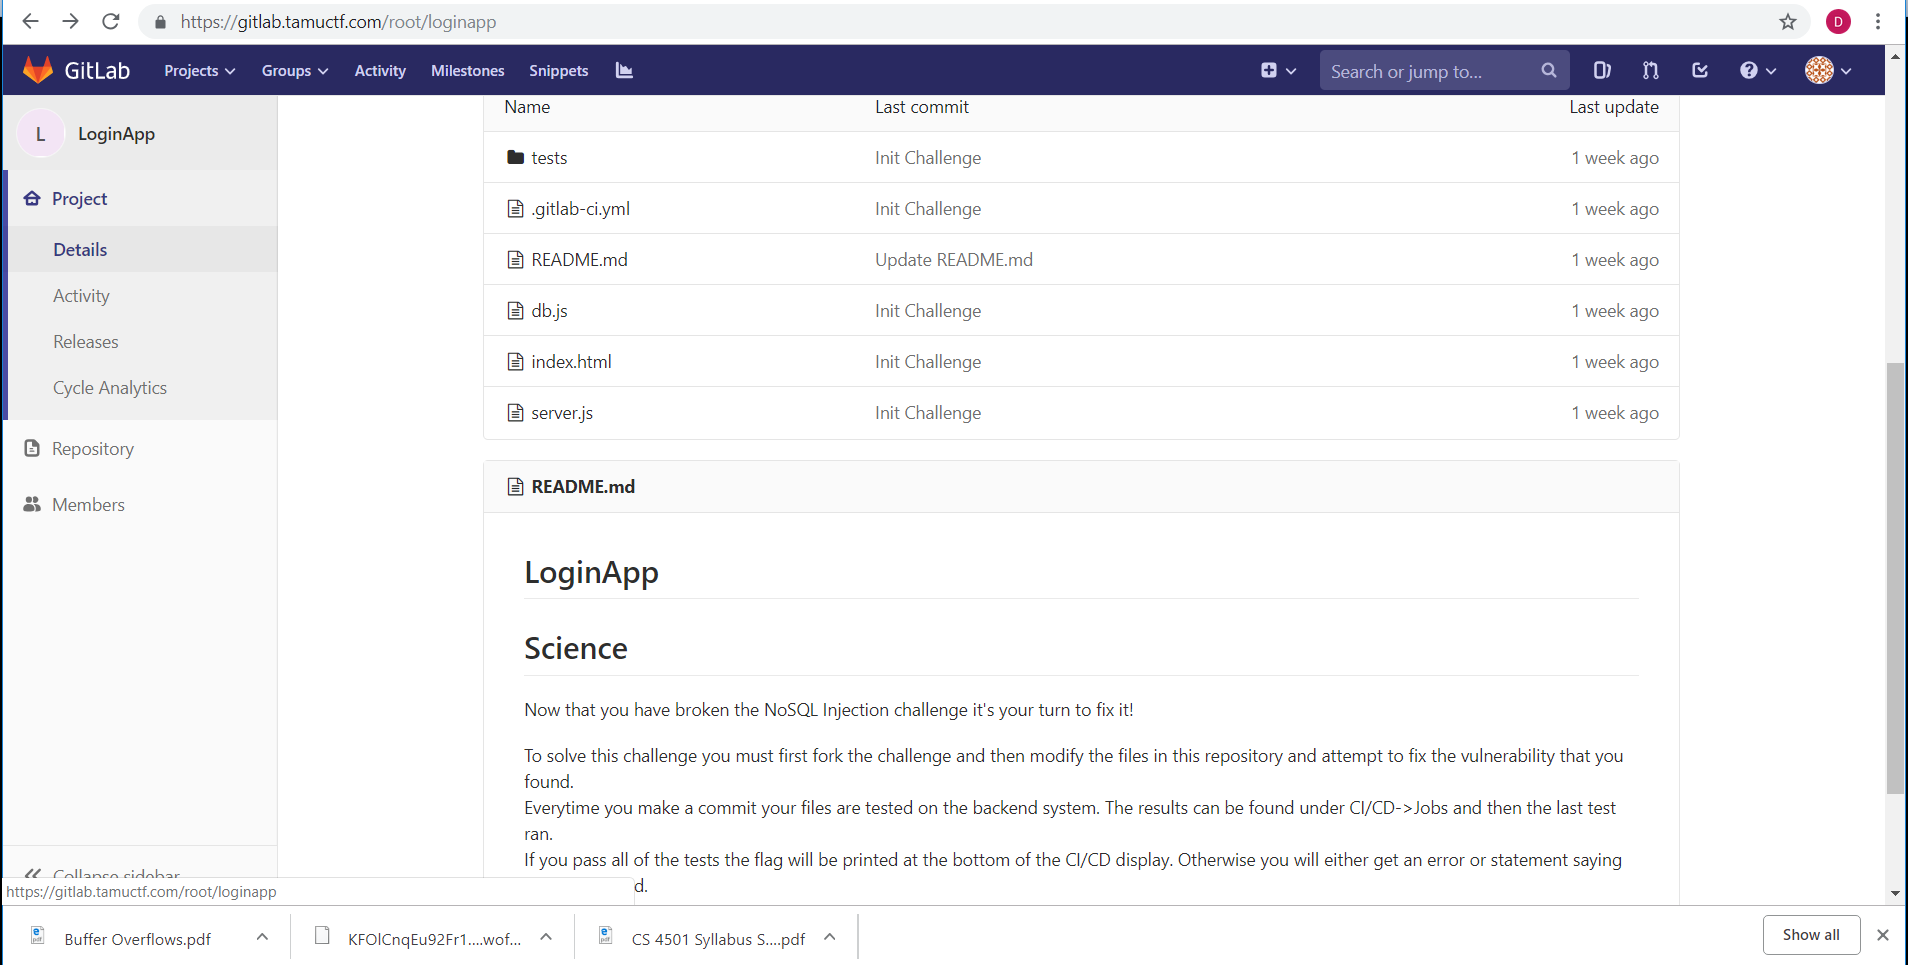 https://gitlab.tamuctf.com/root/loginapp
D
GitLab Projects Groups Activity Milestones Snippets Search or jump to...
L LoginApp
Project
Details
Activity
Releases
Cycle Analytics
Repository
Members
Collapse sidebar
Name Last commit Last update
tests Init Challenge 1 week ago
.gitlab-ci.yml Init Challenge 1 week ago
README.md Update README.md 1 week ago
db.js Init Challenge 1 week ago
index.html Init Challenge 1 week ago
server.js Init Challenge 1 week ago
README.md
LoginApp
Science
Now that you have broken the NoSQL Injection challenge it's your turn to fix it!
To solve this challenge you must first fork the challenge and then modify the files in this repository and attempt to fix the vulnerability that you
found.
Everytime you make a commit your files are tested on the backend system. The results can be found under CI/CD->Jobs and then the last test
ran.
If you pass all of the tests the flag will be printed at the bottom of the CI/CD display. Otherwise you will either get an error or statement saying
d.
https://gitlab.tamuctf.com/root/loginapp
Buffer Overflows.pdf
KFOlCnqEu92Fr1....wof...
CS 4501 Syllabus S....pdf
Show all